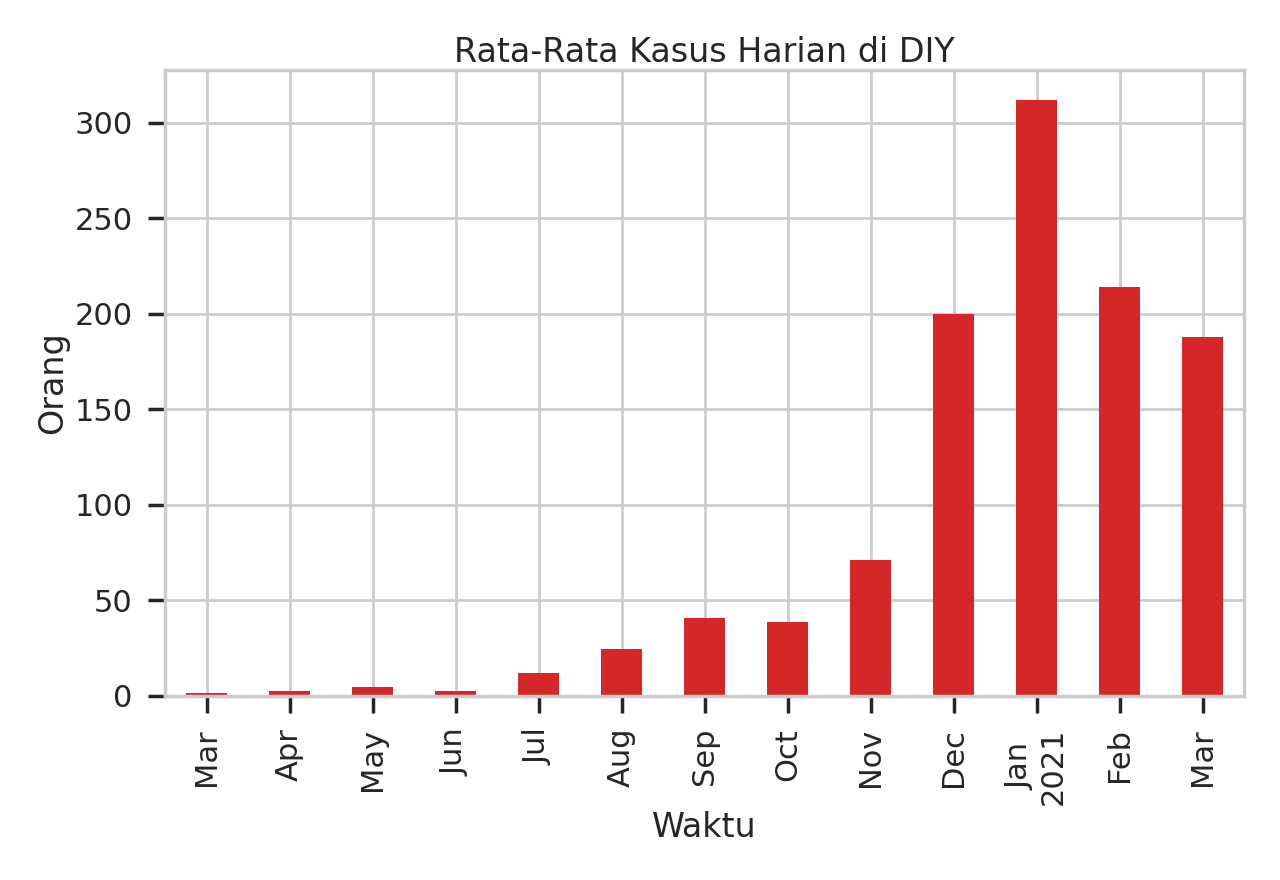 Rata-Rata Kasus Harian di DIY
300
250
200
150
100
50
0
Orang
Mar
Apr
May
Jun
Jul
Aug
Sep
Oct
Nov
Dec
Jan
2021
Feb
Mar
Waktu